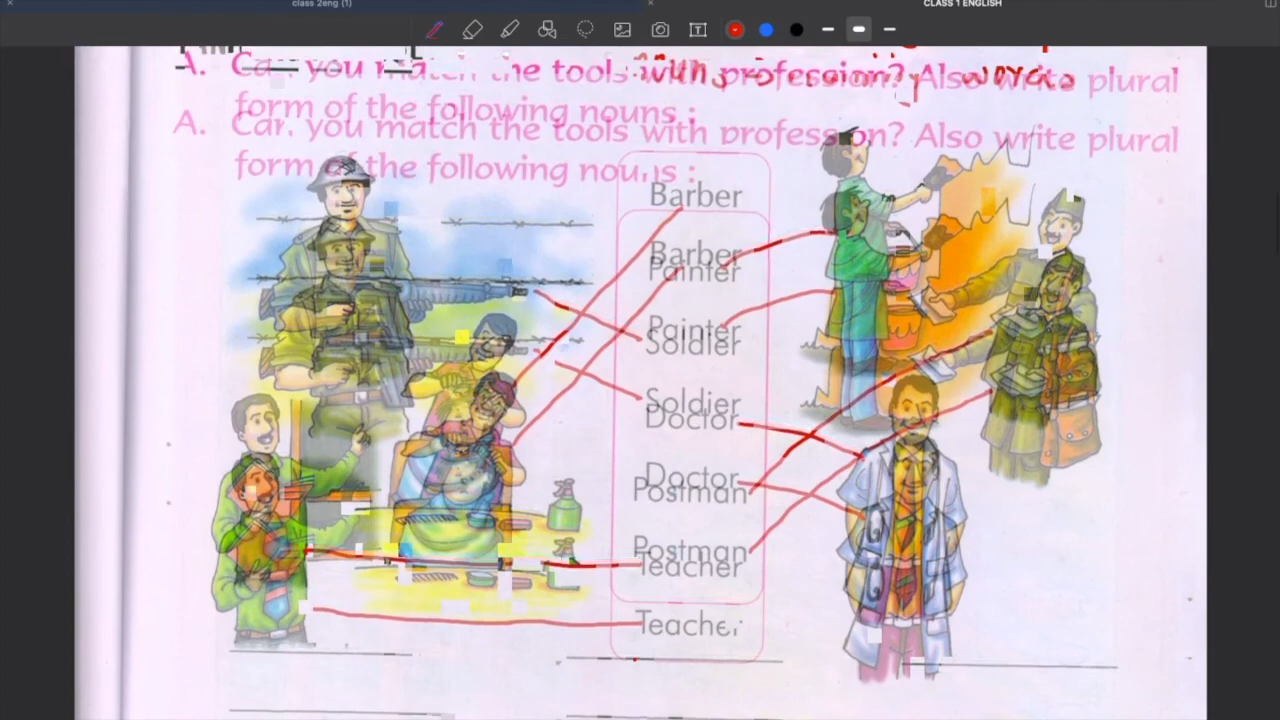 class 2eng (1)
CLASS 1 ENGLISH
T
A. Can you match the tools with profession? Also write plural
form of the following nouns :
A. Can you match the tools with profession? Also write plural
form of the following nouns :
Barber
Barber
Painter
Painter
Soldier
Soldier
Doctor
Doctor
Postman
Postman
Teacher
Teacher